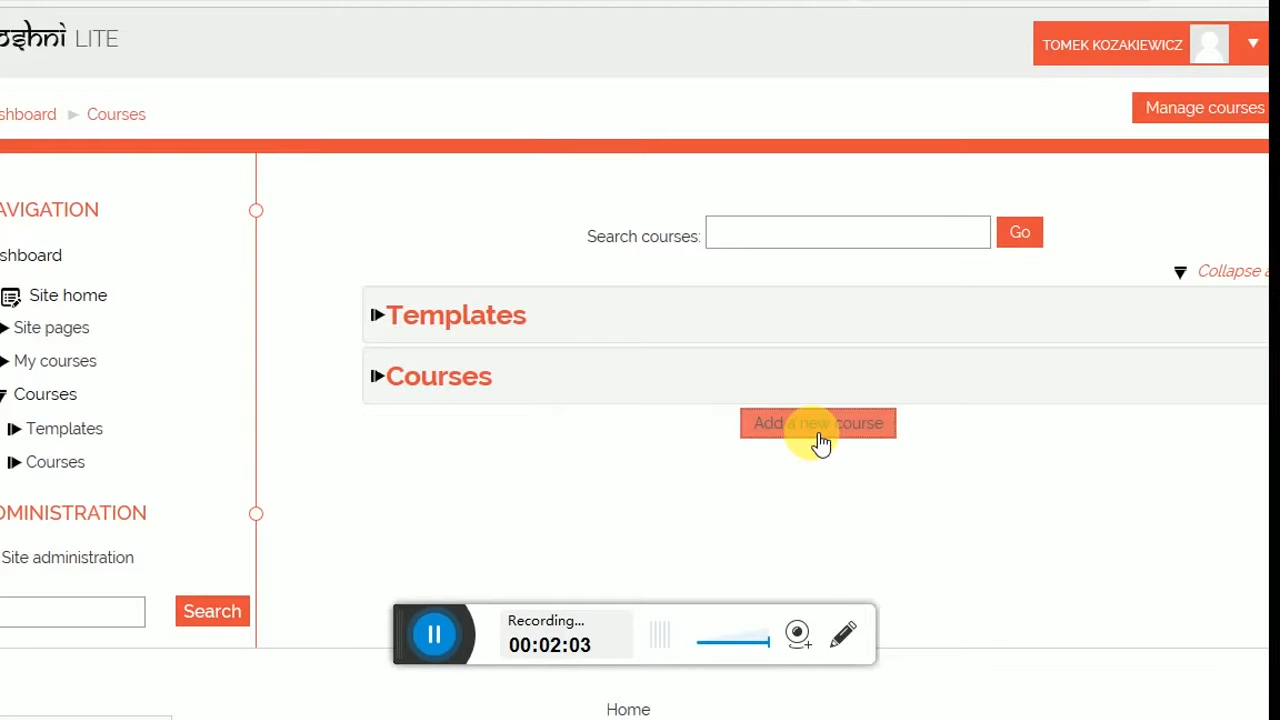 oshni LITE
TOMEK KOZAKIEWICZ
shboard Courses
Manage courses
AVIGATION
shboard
Site home
Site pages
My courses
Courses
Templates
Courses
DMINISTRATION
Site administration
Search
Search courses:
Go
Collapse a
Templates
Courses
Add a new course
Recording...
00:02:03
Home